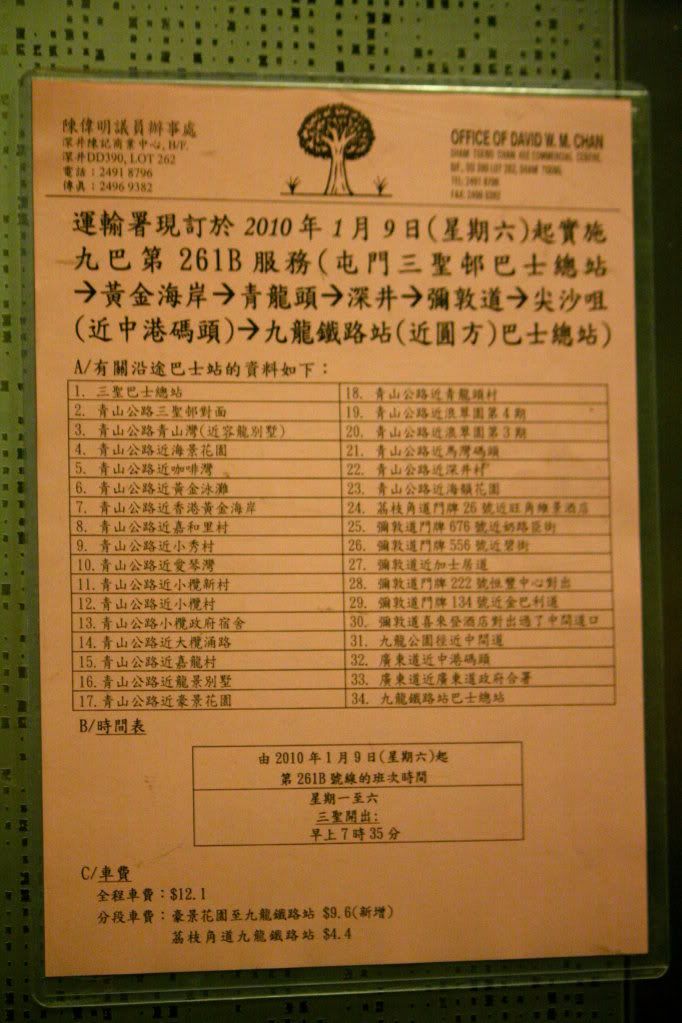 陳偉明議員辦事處
深井陳記商業中心, B/F.
深井DD390, LOT 262
電話：2491 8796
傳真：2496 9382
OFFICE OF DAVID W. M. CHAN
SHAM TSENG CHAN KEE COMMERCIAL CENTRE,
B/F., DD 390 LOT 262, SHAM TSENG
TEL: 2491 8796
FAX: 2496 9382
運輸署現訂於 2010 年 1 月 9 日(星期六)起實施
九巴第 261B 服務(屯門三聖邨巴士總站
→黃金海岸→青龍頭→深井→彌敦道→尖沙咀
(近中港碼頭)→九龍鐵路站(近圓方)巴士總站)
A/有關沿途巴士站的資料如下：
1. 三聖巴士總站
2. 青山公路三聖邨對面
3. 青山公路青山灣(近容龍別墅)
4. 青山公路近海景花園
5. 青山公路近咖啡灣
6. 青山公路近黃金泳灘
7. 青山公路近香港黃金海岸
8. 青山公路近嘉和里村
9. 青山公路近小秀村
10. 青山公路近愛琴灣
11. 青山公路近小欖新村
12. 青山公路近小欖村
13. 青山公路小欖政府宿舍
14. 青山公路近大欖涌路
15. 青山公路近嘉龍村
16. 青山公路近龍景別墅
17. 青山公路近豪景花園
18. 青山公路近青龍頭村
19. 青山公路近浪翠園第 4 期
20. 青山公路近浪翠園第 3 期
21. 青山公路近馬灣碼頭
22. 青山公路近深井村
23. 青山公路近海韻花園
24. 荔枝角道門牌 26 號近旺角維景酒店
25. 彌敦道門牌 676 號近奶路臣街
26. 彌敦道門牌 556 號近碧街
27. 彌敦道近加士居道
28. 彌敦道門牌 222 號恒豐中心對出
29. 彌敦道門牌 134 號近金巴利道
30. 彌敦道喜來登酒店對出過了中間道口
31. 九龍公園徑近中間道
32. 廣東道近中港碼頭
33. 廣東道近廣東道政府合署
34. 九龍鐵路站巴士總站
B/時間表
由 2010 年 1 月 9 日(星期六)起
第 261B 號線的班次時間
星期一至六
三聖開出:
早上 7 時 35 分
C/車費
全程車費：$12.1
分段車費：豪景花園至九龍鐵路站 $9.6(新增)
荔枝角道九龍鐵路站 $4.4